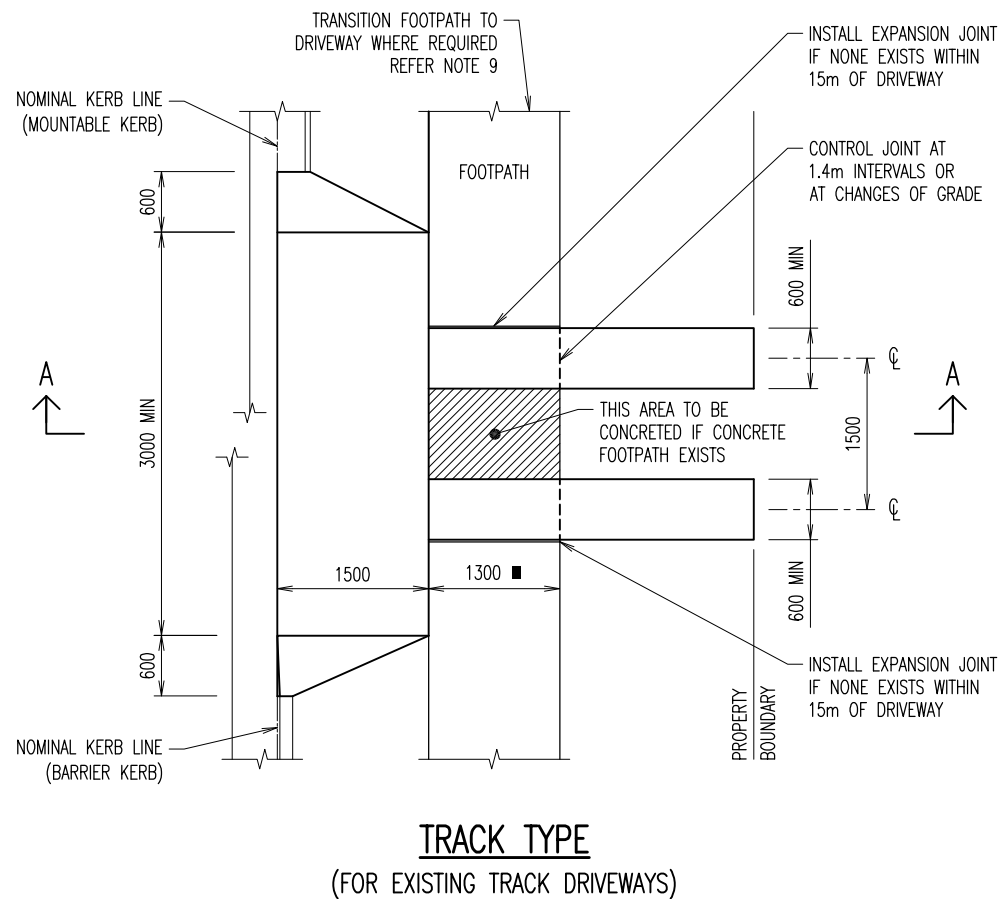 TRANSITION FOOTPATH TO
DRIVEWAY WHERE REQUIRED
REFER NOTE 9
INSTALL EXPANSION JOINT
IF NONE EXISTS WITHIN
15m OF DRIVEWAY
NOMINAL KERB LINE
(MOUNTABLE KERB)
CONTROL JOINT AT
1.4m INTERVALS OR
AT CHANGES OF GRADE
FOOTPATH
600
600 MIN
℄
A
A
3000 MIN
THIS AREA TO BE
CONCRETED IF CONCRETE
FOOTPATH EXISTS
1500
℄
1500
1300 ■
600 MIN
600
INSTALL EXPANSION JOINT
IF NONE EXISTS WITHIN
15m OF DRIVEWAY
PROPERTY
BOUNDARY
NOMINAL KERB LINE
(BARRIER KERB)
TRACK TYPE
(FOR EXISTING TRACK DRIVEWAYS)